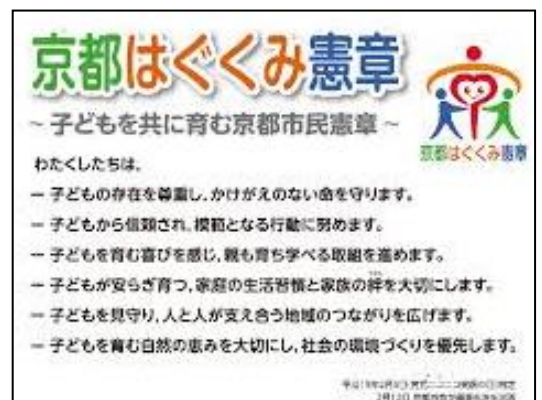 京都はぐくみ憲章
~子どもを共に育む京都市民憲章~
京都はぐくみ憲章
わたくしたちは、
ー 子どもの存在を尊重し、かけがえのない命を守ります。
ー 子どもから信頼され、模範となる行動に努めます。
ー 子どもを育む喜びを感じ、親も育ち学べる取組を進めます。
ー 子どもが安らぎ育つ、家庭の生活習慣と家族の絆を大切にします。
ー 子どもを見守り、人と人が支え合う地域のつながりを広げます。
ー 子どもを育む自然の恵みを大切にし、社会の環境づくりを優先します。